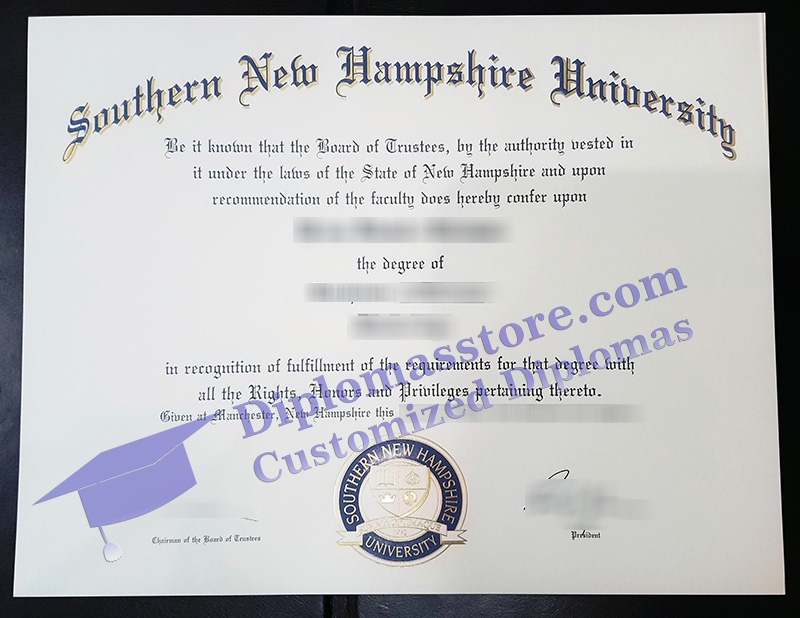 Southern New Hampshire University
Be it known that the Board of Trustees, by the authority vested in
it under the laws of the State of New Hampshire and upon
recommendation of the faculty does hereby confer upon
the degree of
in recognition of fulfillment of the requirements for that degree with
all the Rights, Honors and Privileges pertaining thereto.
Given at Manchester, New Hampshire this
Diplomasstore.com
Customized Diplomas
SOUTHERN NEW HAMPSHIRE
UNIVERSITY
Chairman of the Board of Trustees
President